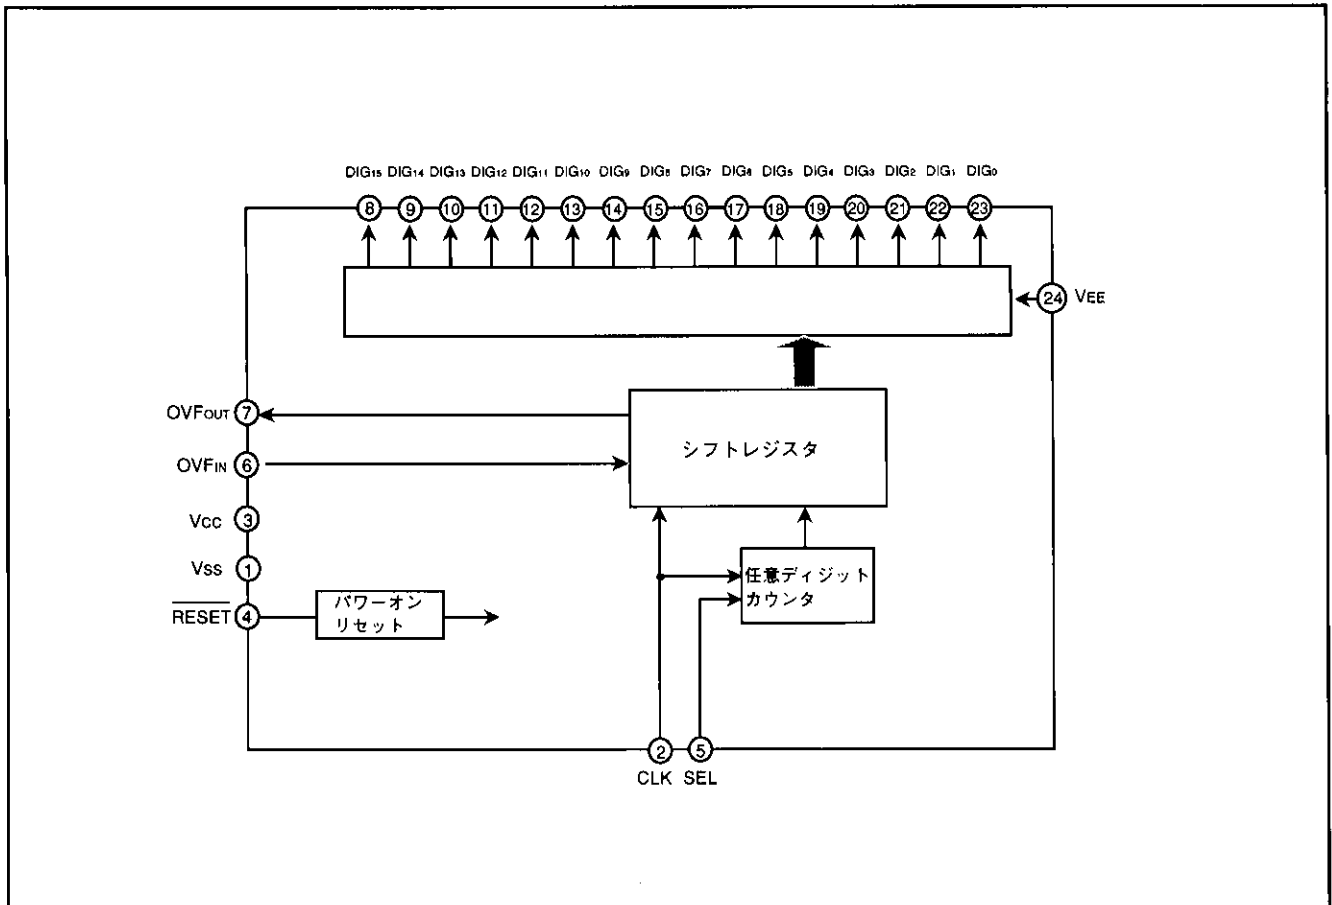 DIG15 DIG14 DIG13 DIG12 DIG11 DIG10 DIG9 DIG8 DIG7 DIG6 DIG5 DIG4 DIG3 DIG2 DIG1 DIG0
8 9 10 11 12 13 14 15 16 17 18 19 20 21 22 23
24 VEE
OVFOUT 7
シフトレジスタ
OVFIN 6
VCC 3
VSS 1
任意ディジット
カウンタ
RESET 4
パワーオン
リセット
2 5
CLK SEL